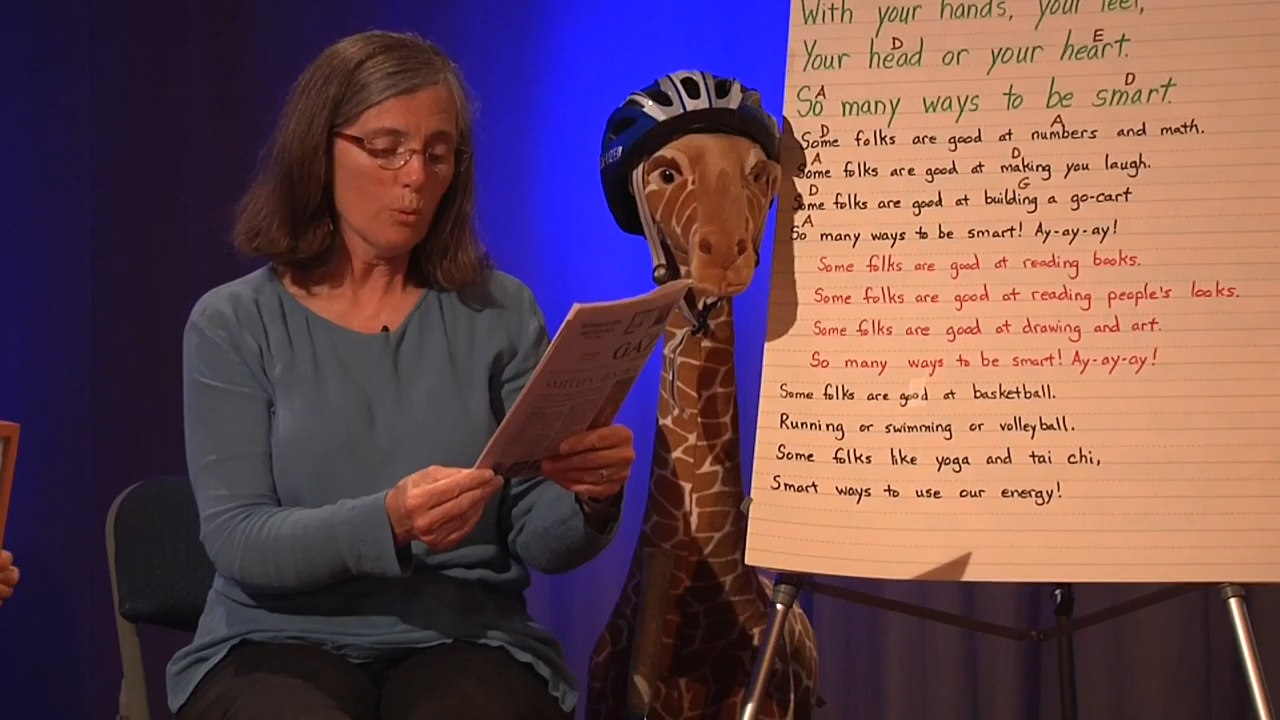 With your hands, your feet,
D E
Your head or your heart.
A D
So many ways to be smart.
D A
Some folks are good at numbers and math.
A D
Some folks are good at making you laugh.
D G
Some folks are good at building a go-cart
A
So many ways to be smart! Ay-ay-ay!
Some folks are good at reading books.
Some folks are good at reading people's looks.
Some folks are good at drawing and art.
So many ways to be smart! Ay-ay-ay!
Some folks are good at basketball.
Running or swimming or volleyball.
Some folks like yoga and tai chi,
Smart ways to use our energy!
GAZ